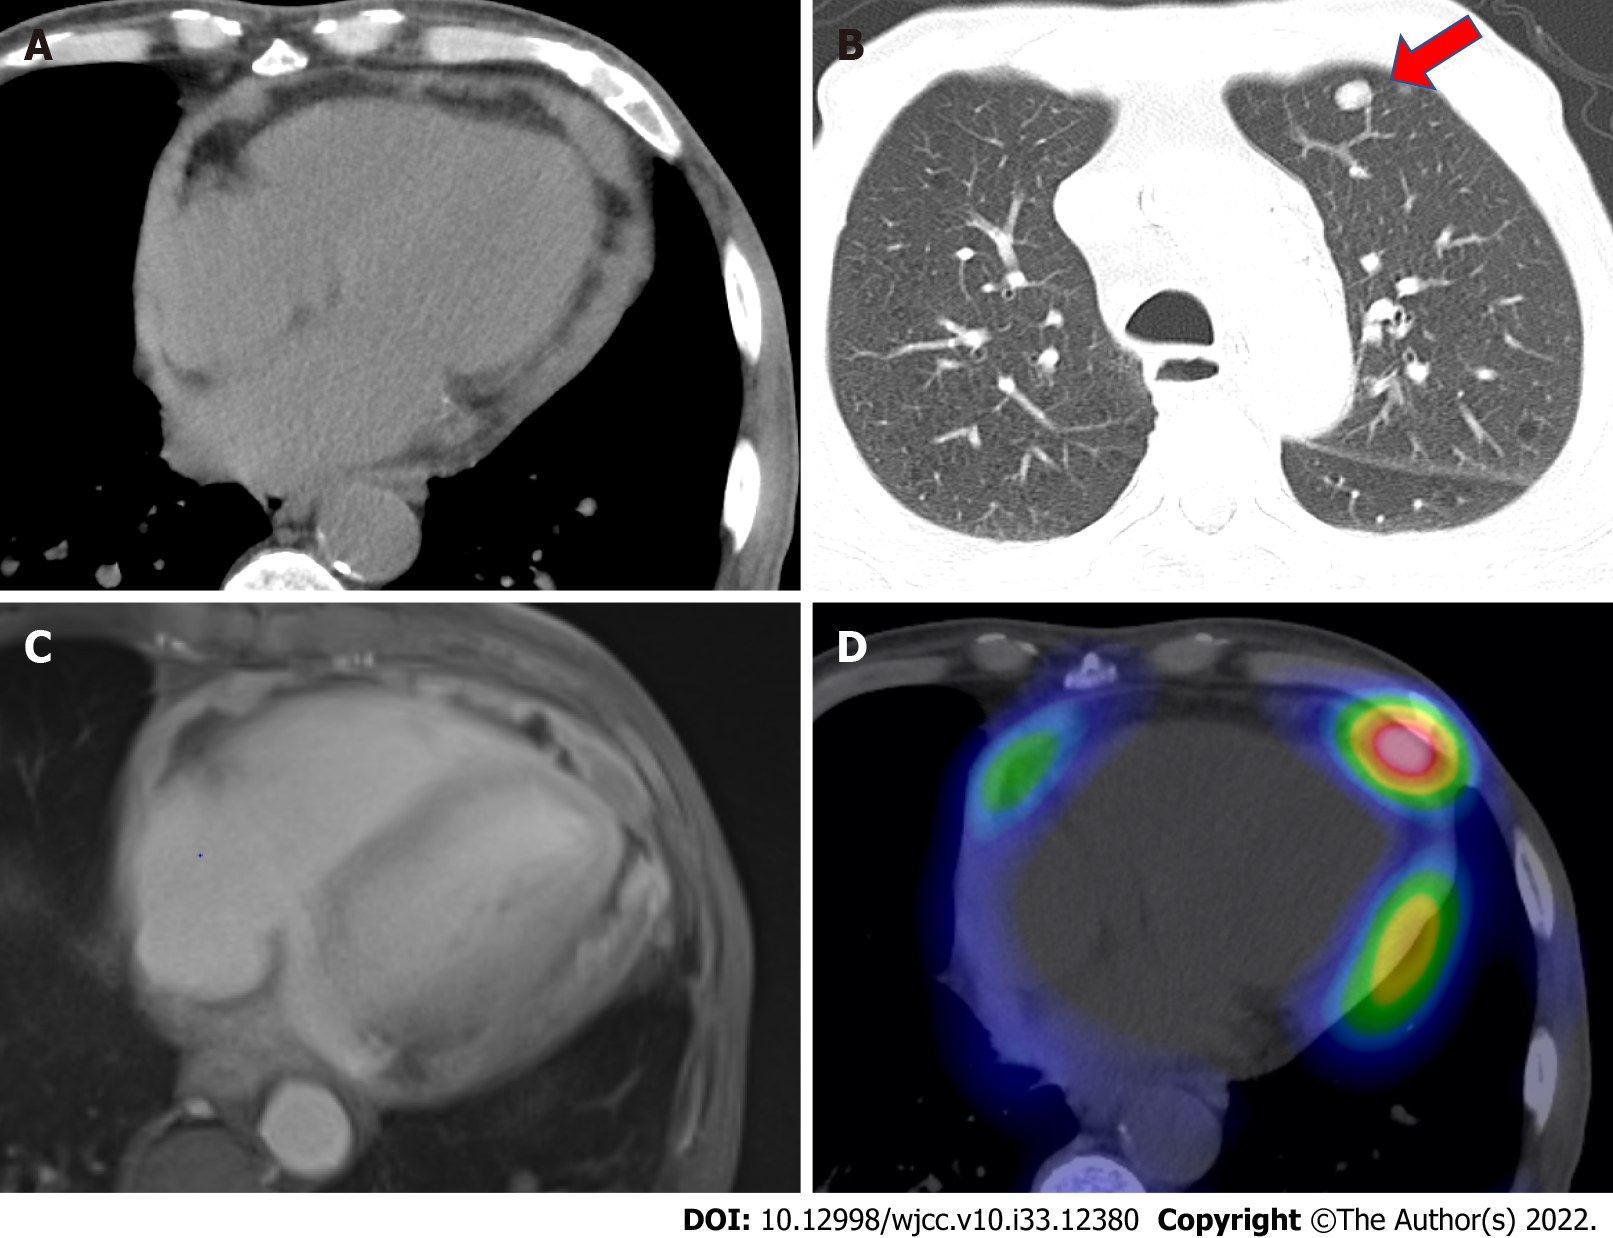 A
B
C
D
DOI: 10.12998/wjcc.v10.i33.12380 Copyright ©The Author(s) 2022.